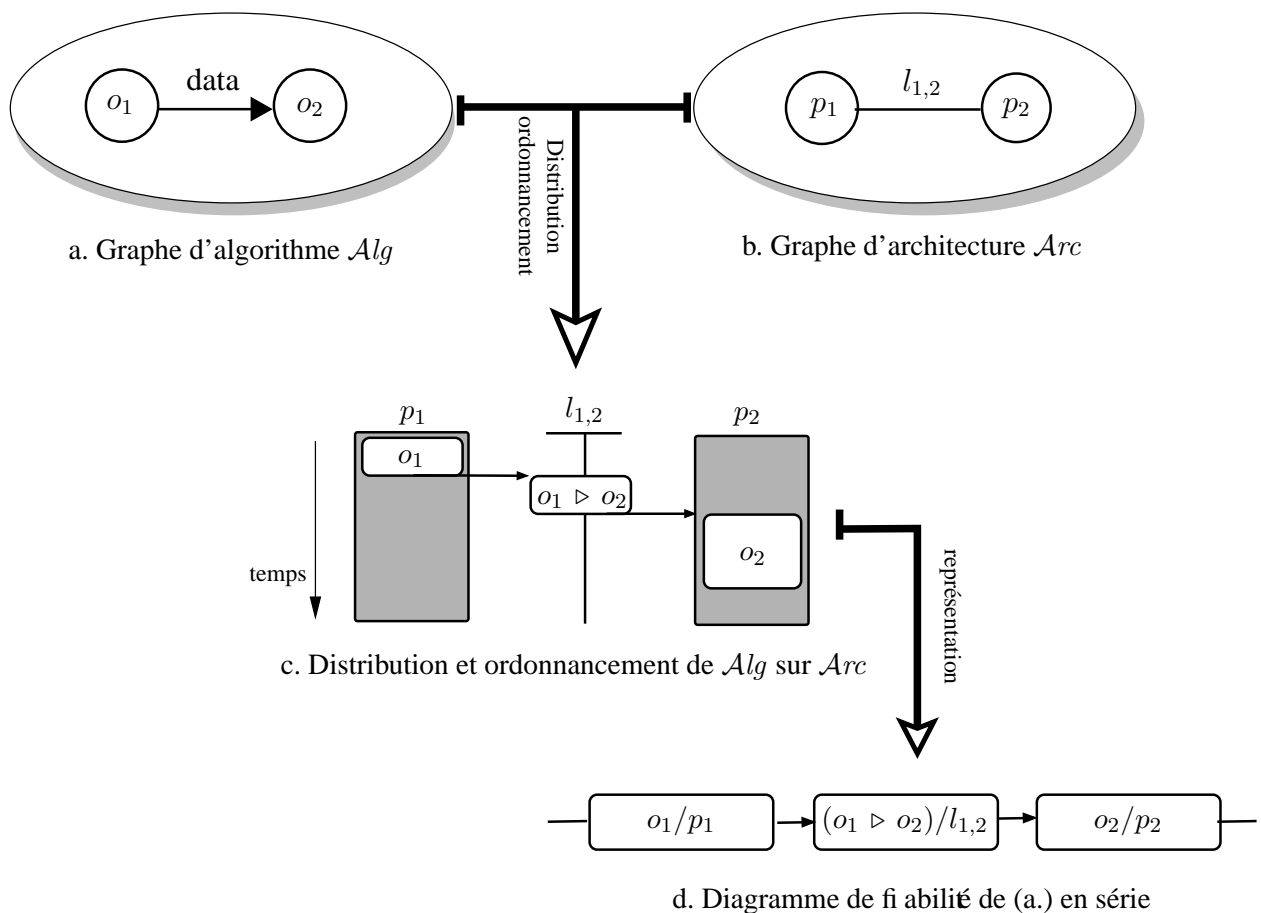 o₁ data o₂
p₁ l₁,₂ p₂
Distribution
ordonnancement
a. Graphe d'algorithme Alg
b. Graphe d'architecture Arc
p₁ l₁,₂ p₂
o₁
o₁ ▷ o₂
o₂
temps
représentation
c. Distribution et ordonnancement de Alg sur Arc
o₁/p₁ (o₁ ▷ o₂)/l₁,₂ o₂/p₂
d. Diagramme de fiabilité de (a.) en série